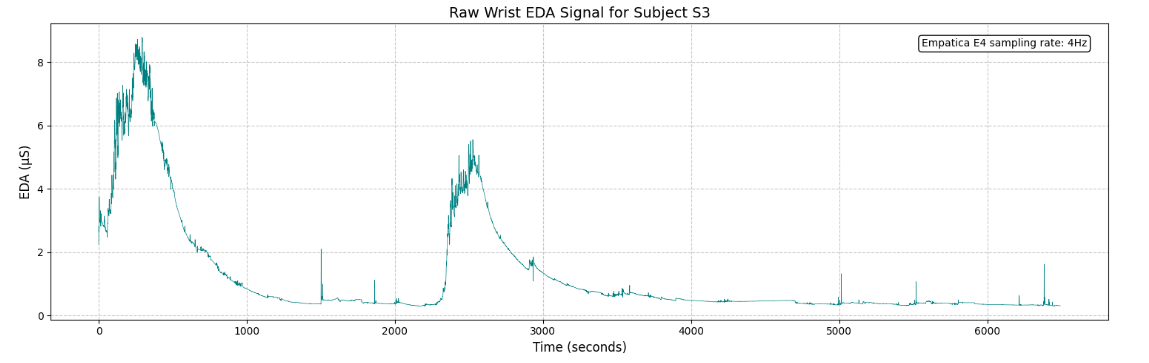 Raw Wrist EDA Signal for Subject S3
Empatica E4 sampling rate: 4Hz
EDA (µS)
8
6
4
2
0
0 1000 2000 3000 4000 5000 6000
Time (seconds)